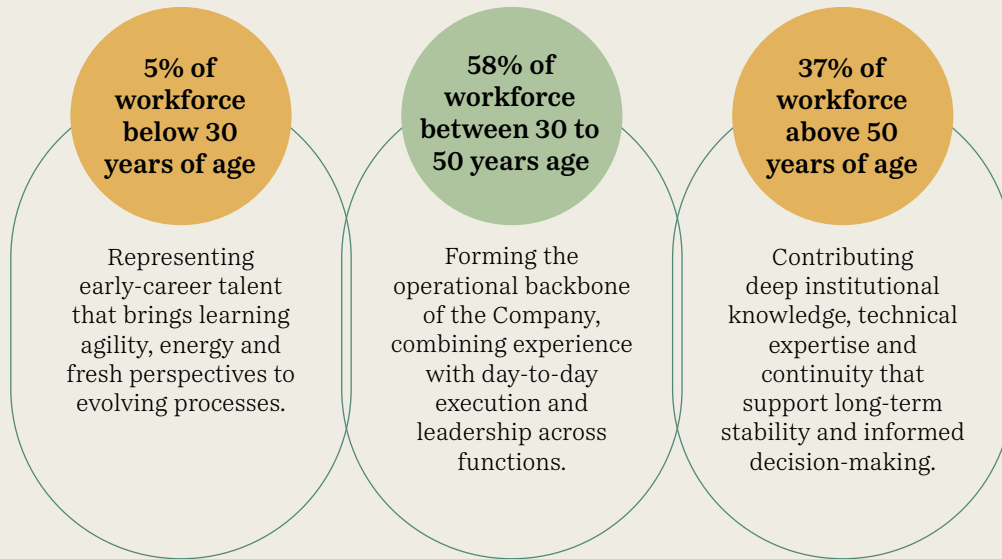 5% of
workforce
below 30
years of age
Representing
early-career talent
that brings learning
agility, energy and
fresh perspectives to
evolving processes.
58% of
workforce
between 30 to
50 years age
Forming the
operational backbone
of the Company,
combining experience
with day-to-day
execution and
leadership across
functions.
37% of
workforce
above 50
years of age
Contributing
deep institutional
knowledge, technical
expertise and
continuity that
support long-term
stability and informed
decision-making.